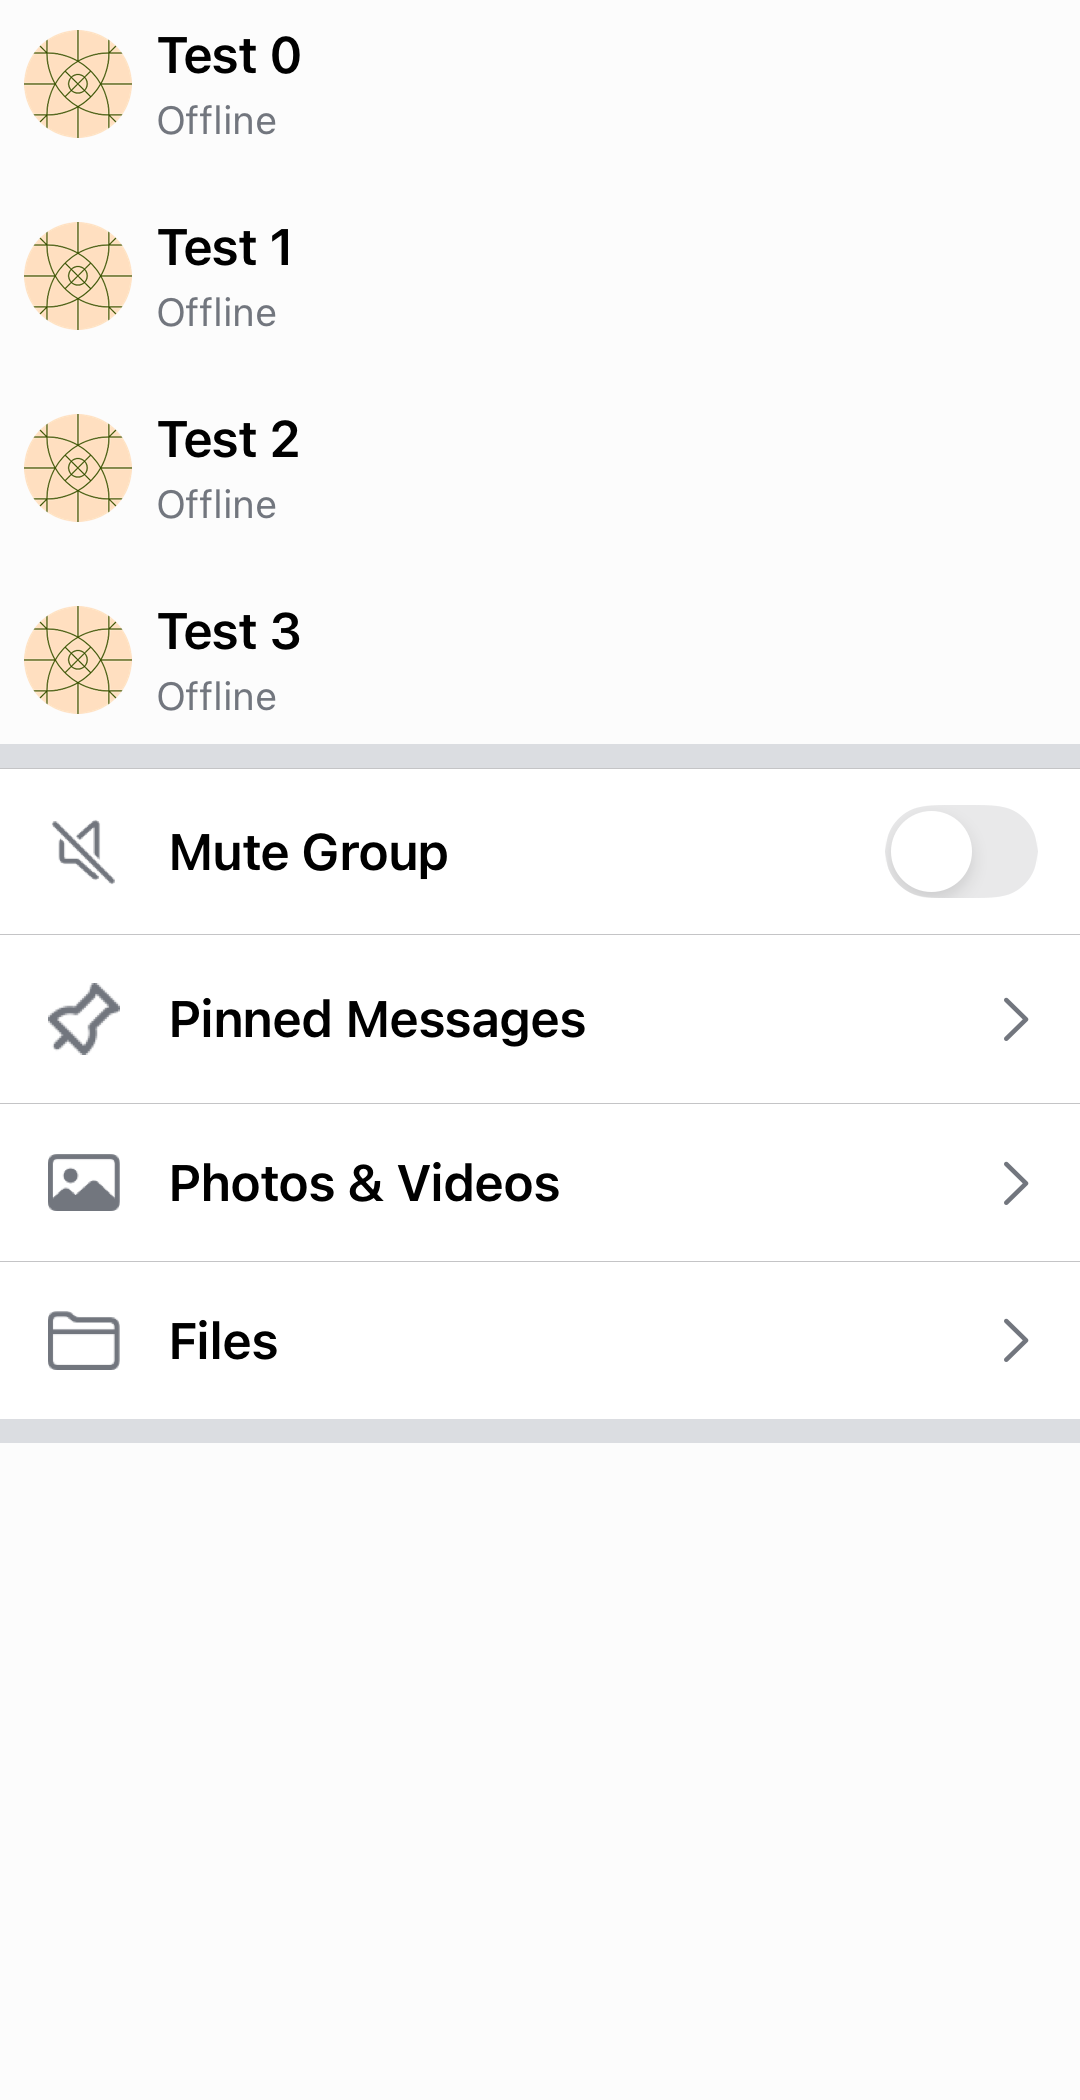 Test 0
Offline
Test 1
Offline
Test 2
Offline
Test 3
Offline
Mute Group
Pinned Messages
Photos & Videos
Files